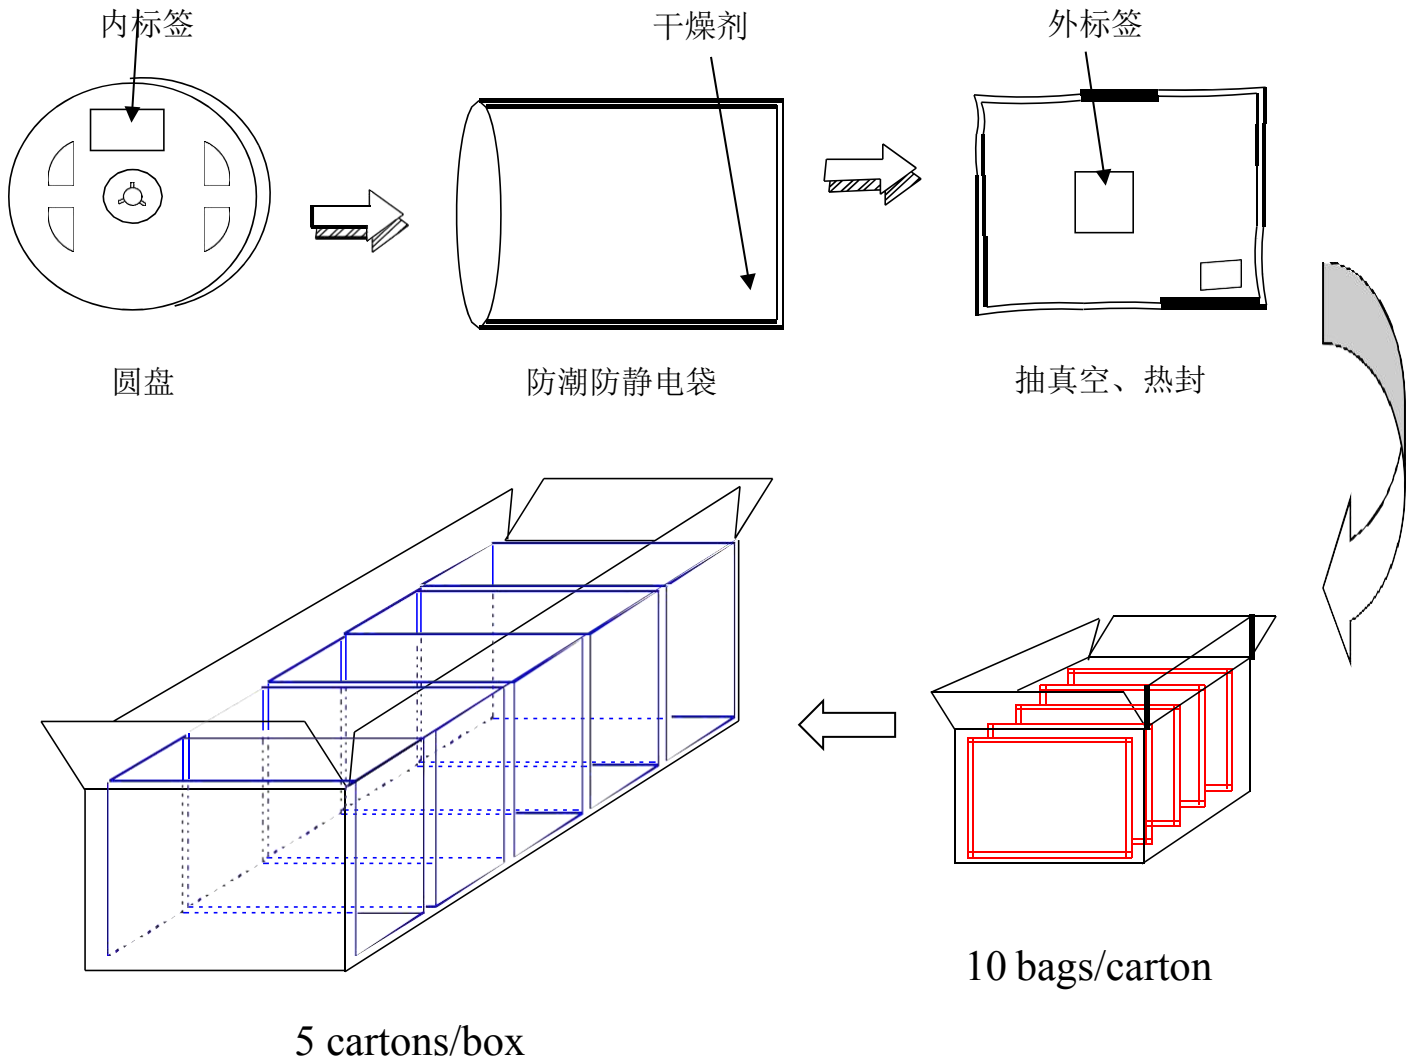 内标签
干燥剂
外标签
圆盘
防潮防静电袋
抽真空、热封
10 bags/carton
5 cartons/box